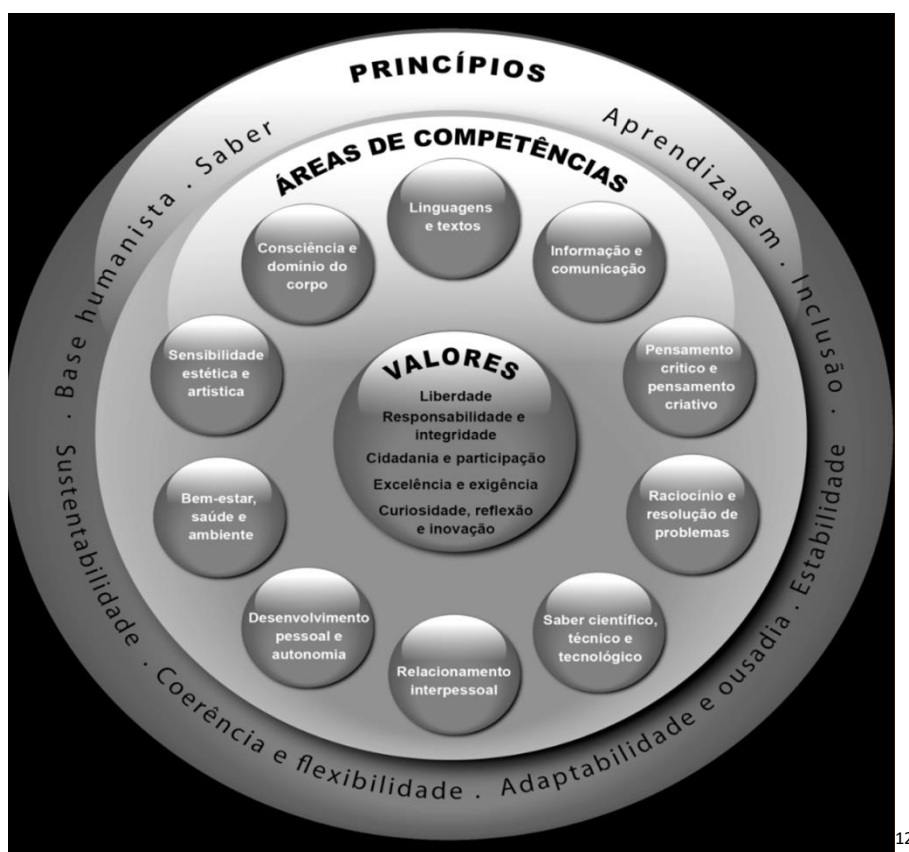 PRINCÍPIOS
Base humanista . Saber
Aprendizagem . Inclusão .
Estabilidade
Adaptabilidade e ousadia .
Coerência e flexibilidade .
Sustentabilidade .
ÁREAS DE COMPETÊNCIAS
Linguagens
e textos
Informação e
comunicação
Pensamento
crítico e
pensamento
criativo
Raciocínio e
resolução de
problemas
Saber científico,
técnico e
tecnológico
Relacionamento
interpessoal
Desenvolvimento
pessoal e
autonomia
Bem-estar,
saúde e
ambiente
Sensibilidade
estética e
artística
Consciência e
domínio do
corpo
VALORES
Liberdade
Responsabilidade e
integridade
Cidadania e participação
Excelência e exigência
Curiosidade, reflexão
e inovação
12